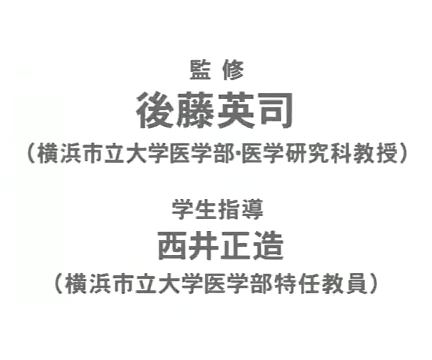 監 修
後藤英司
（横浜市立大学医学部・医学研究科教授）
学生指導
西井正造
（横浜市立大学医学部特任教員）